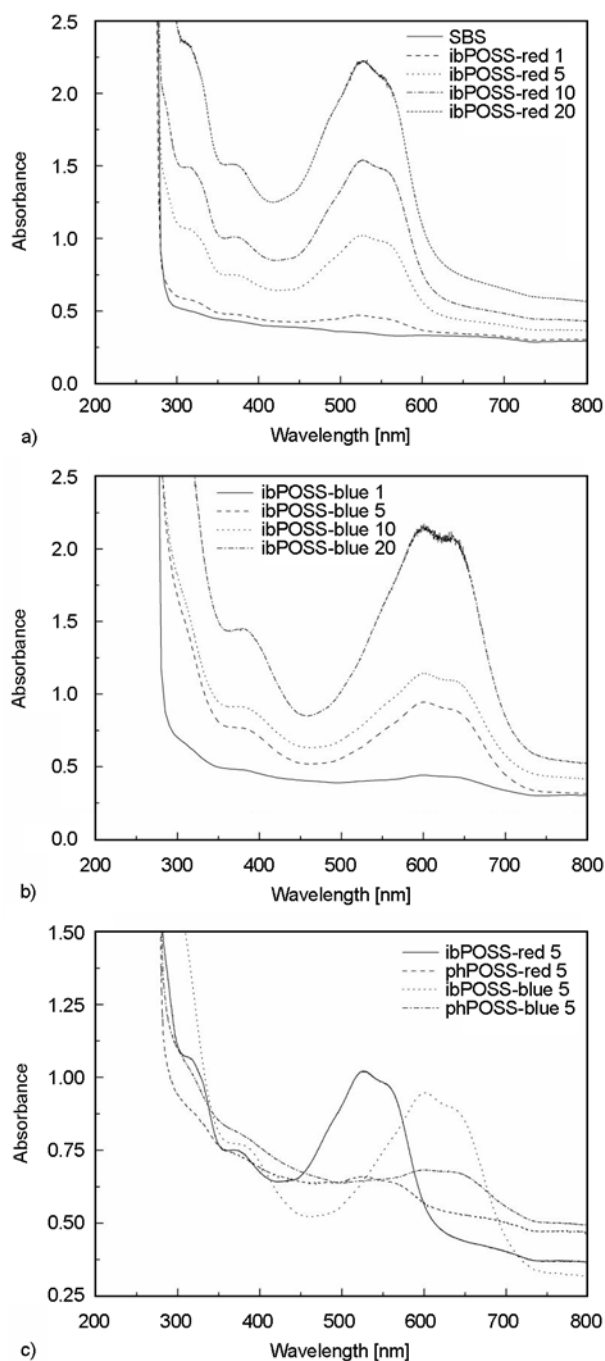 2.5
2.0
1.5
1.0
0.5
0.0
Absorbance
SBS
ibPOSS-red 1
ibPOSS-red 5
ibPOSS-red 10
ibPOSS-red 20
200 300 400 500 600 700 800
Wavelength [nm]
a)
2.5
2.0
1.5
1.0
0.5
0.0
Absorbance
ibPOSS-blue 1
ibPOSS-blue 5
ibPOSS-blue 10
ibPOSS-blue 20
200 300 400 500 600 700 800
Wavelength [nm]
b)
1.50
1.25
1.00
0.75
0.50
0.25
Absorbance
ibPOSS-red 5
phPOSS-red 5
ibPOSS-blue 5
phPOSS-blue 5
200 300 400 500 600 700 800
Wavelength [nm]
c)